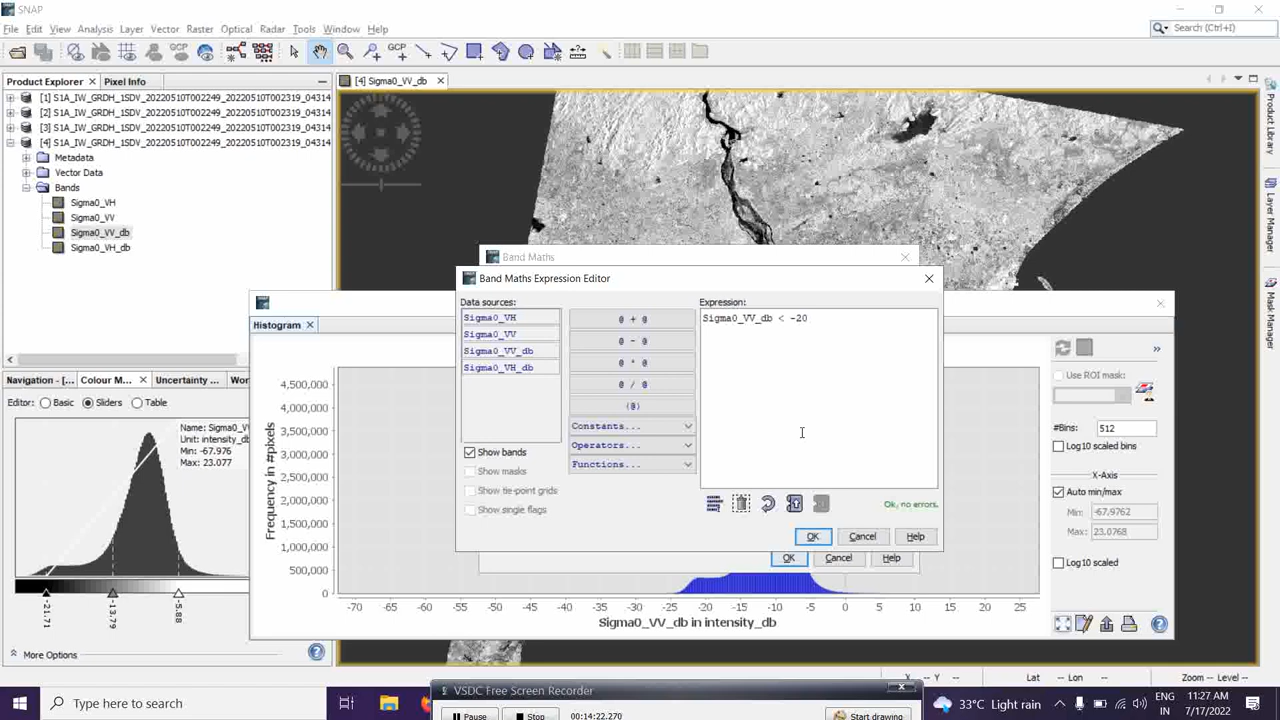 SNAP
File Edit View Analysis Layer Vector Raster Optical Radar Tools Window Help
Search (Ctrl+I)
GCP
GCP
Product Explorer Pixel Info
[4] Sigma0_VV_db
[1] S1A_IW_GRDH_1SDV_20220510T002249_20220510T002319_04314
[2] S1A_IW_GRDH_1SDV_20220510T002249_20220510T002319_04314
[3] S1A_IW_GRDH_1SDV_20220510T002249_20220510T002319_04314
[4] S1A_IW_GRDH_1SDV_20220510T002249_20220510T002319_04314
Metadata
Vector Data
Bands
Sigma0_VH
Sigma0_VV
Sigma0_VV_db
Sigma0_VH_db
Product Library
Layer Manager
Mask Manager
Navigation - [... Colour M... Uncertainty ... Wor
Editor: Basic Sliders Table
Name: Sigma0_V
Unit: intensity_db
Min: -67.976
Max: 23.077
-21.71
-13.79
-5.88
More Options
Band Maths
Band Maths Expression Editor
Data sources:
Sigma0_VH
Sigma0_VV
Sigma0_VV_db
Sigma0_VH_db
Show bands
Show masks
Show tie-point grids
Show single flags
@ + @
@ - @
@ * @
@ / @
(@)
Constants...
Operators...
Functions...
Expression:
Sigma0_VV_db < -20
Ok, no errors.
OK Cancel Help
OK Cancel Help
Histogram
4,500,000
4,000,000
3,500,000
3,000,000
2,500,000
2,000,000
1,500,000
1,000,000
500,000
0
Frequency in #pixels
-70 -65 -60 -55 -50 -45 -40 -35 -30 -25 -20 -15 -10 -5 0 5 10 15 20 25
Sigma0_VV_db in intensity_db
Use ROI mask:
#Bins: 512
Log10 scaled bins
X-Axis
Auto min/max
Min: -67,9762
Max: 23.0768
Log10 scaled
X -- Y -- Lat -- Lon -- Zoom -- Level --
VSDC Free Screen Recorder
Pause Stop 00:14:22.270 Start drawing
Type here to search
33°C Light rain
ENG
IN
11:27 AM
7/17/2022